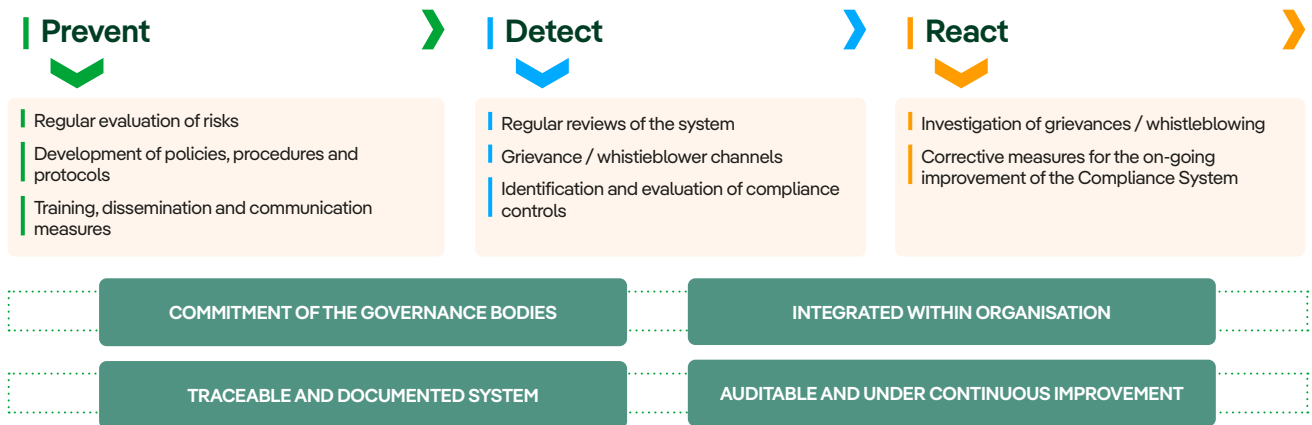 Prevent
Regular evaluation of risks
Development of policies, procedures and
protocols
Training, dissemination and communication
measures
Detect
Regular reviews of the system
Grievance / whistieblower channels
Identification and evaluation of compliance
controls
React
Investigation of grievances / whistleblowing
Corrective measures for the on-going
improvement of the Compliance System
COMMITMENT OF THE GOVERNANCE BODIES
INTEGRATED WITHIN ORGANISATION
TRACEABLE AND DOCUMENTED SYSTEM
AUDITABLE AND UNDER CONTINUOUS IMPROVEMENT